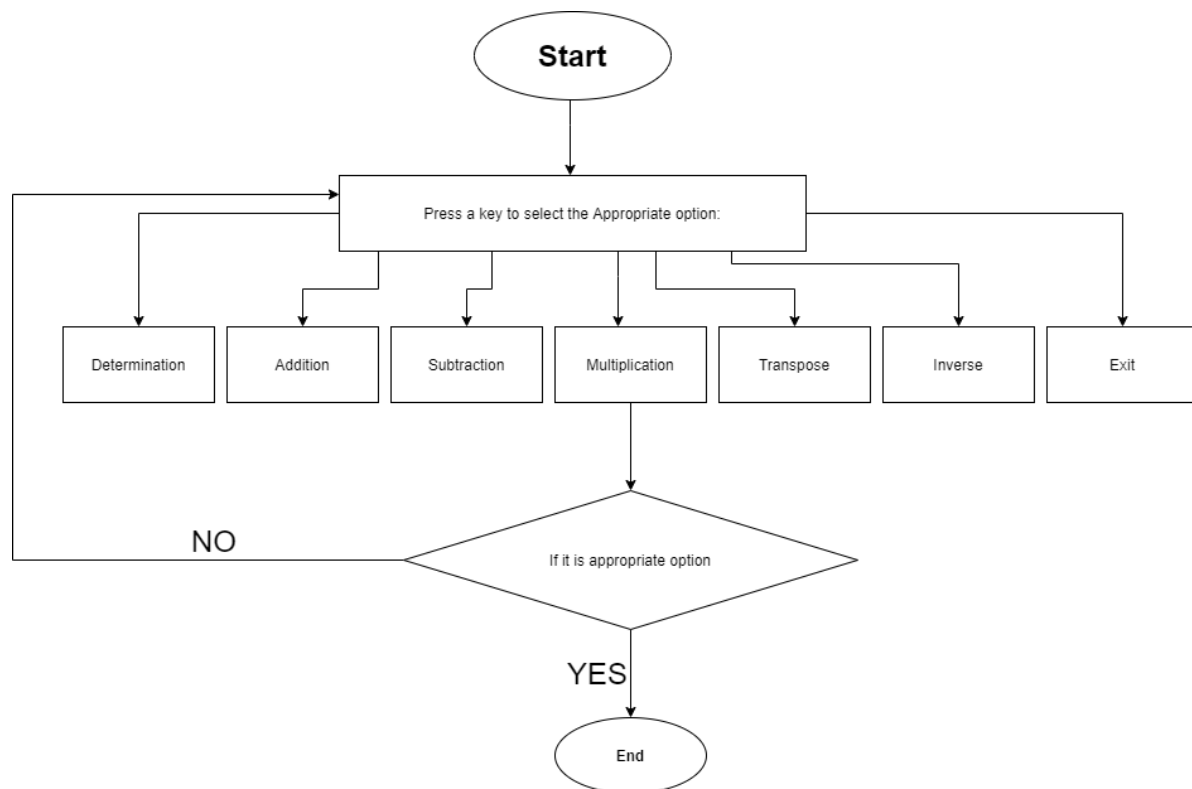 Start
Press a key to select the Appropriate option:
Determination
Addition
Subtraction
Multiplication
Transpose
Inverse
Exit
If it is appropriate option
NO
YES
End